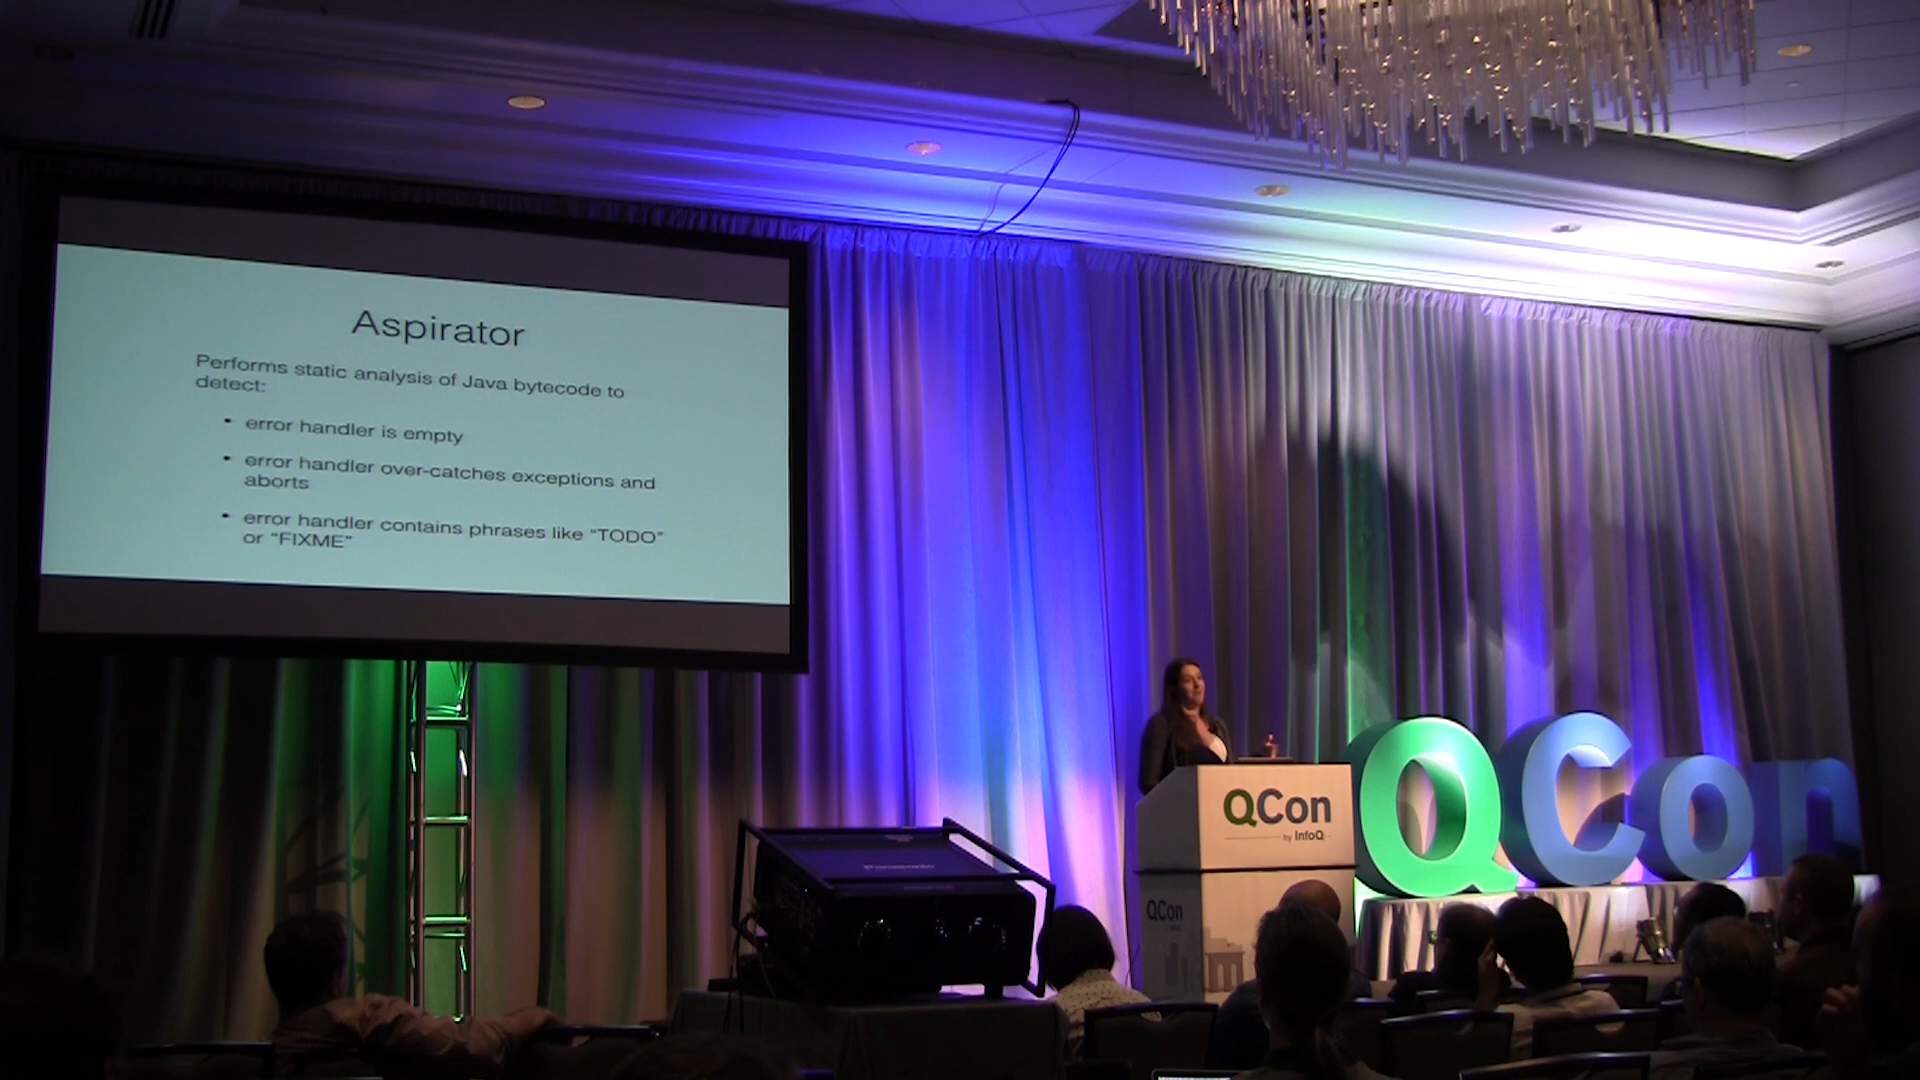 Aspirator
Performs static analysis of Java bytecode to
detect:
• error handler is empty
• error handler over-catches exceptions and
aborts
• error handler contains phrases like “TODO”
or “FIXME”
QCon
by InfoQ
QCon
QCon